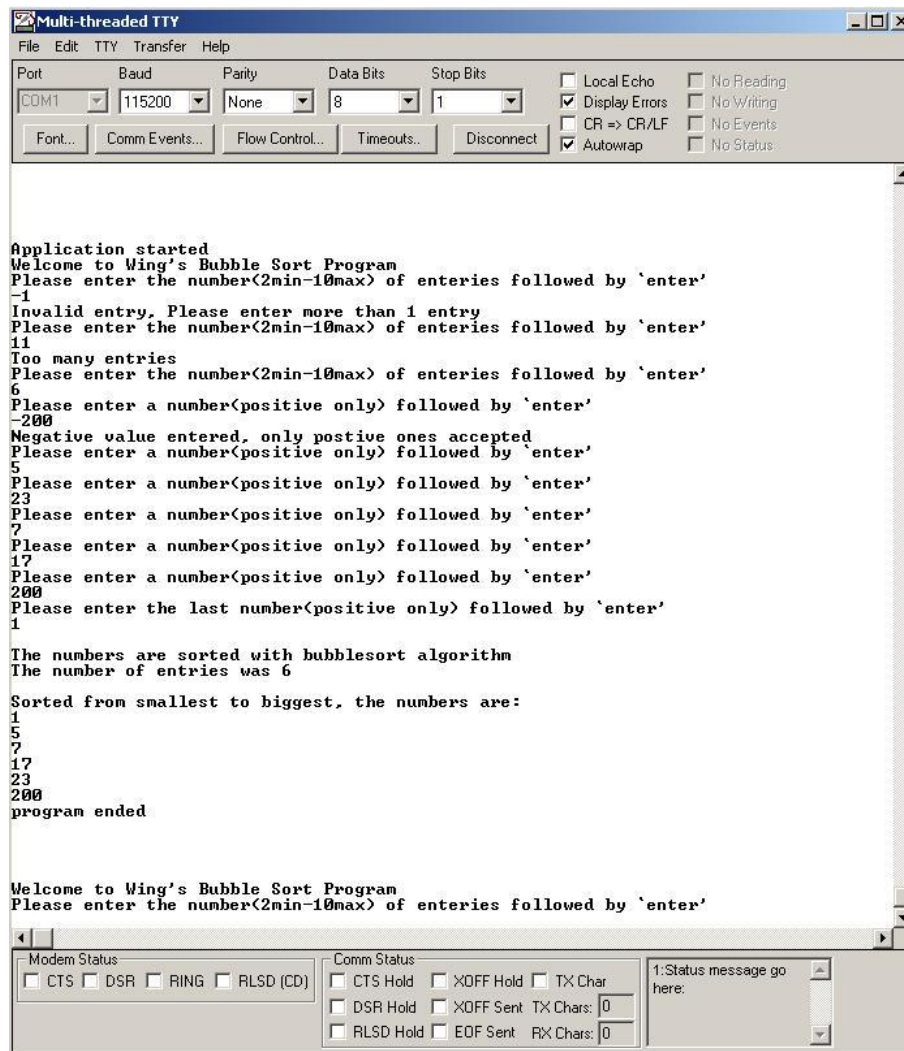 Multi-threaded TTY
File Edit TTY Transfer Help
Port Baud Parity Data Bits Stop Bits
COM1 115200 None 8 1
Font... Comm Events... Flow Control... Timeouts.. Disconnect
Local Echo No Reading
Display Errors No Writing
CR => CR/LF No Events
Autowrap No Status
Application started
Welcome to Wing's Bubble Sort Program
Please enter the number(2min-10max) of enteries followed by `enter'
-1
Invalid entry, Please enter more than 1 entry
Please enter the number(2min-10max) of enteries followed by `enter'
11
Too many entries
Please enter the number(2min-10max) of enteries followed by `enter'
6
Please enter a number(positive only) followed by `enter'
-200
Negative value entered, only postive ones accepted
Please enter a number(positive only) followed by `enter'
5
Please enter a number(positive only) followed by `enter'
23
Please enter a number(positive only) followed by `enter'
7
Please enter a number(positive only) followed by `enter'
17
Please enter a number(positive only) followed by `enter'
200
Please enter the last number(positive only) followed by `enter'
1
The numbers are sorted with bubblesort algorithm
The number of entries was 6
Sorted from smallest to biggest, the numbers are:
1
5
7
17
23
200
program ended
Welcome to Wing's Bubble Sort Program
Please enter the number(2min-10max) of enteries followed by `enter'
Modem Status
CTS DSR RING RLSD (CD)
Comm Status
CTS Hold XOFF Hold TX Char
DSR Hold XOFF Sent TX Chars: 0
RLSD Hold EOF Sent RX Chars: 0
1:Status message go
here: